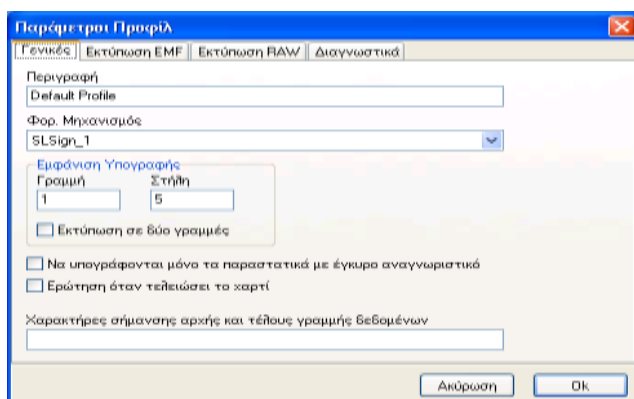 Παράμετροι Προφίλ
Γενικές Εκτύπωση EMF Εκτύπωση RAW Διαγνωστικά
Περιγραφή
Default Profile
Φορ. Μηχανισμός
SLSign_1
Εμφάνιση Υπογραφής
Γραμμή Στήλη
1 5
Εκτύπωση σε δύο γραμμές
Να υπογράφονται μόνο τα παραστατικά με έγκυρο αναγνωριστικό
Ερώτηση όταν τελειώσει το χαρτί
Χαρακτήρες σήμανσης αρχής και τέλους γραμμής δεδομένων
Ακύρωση Ok